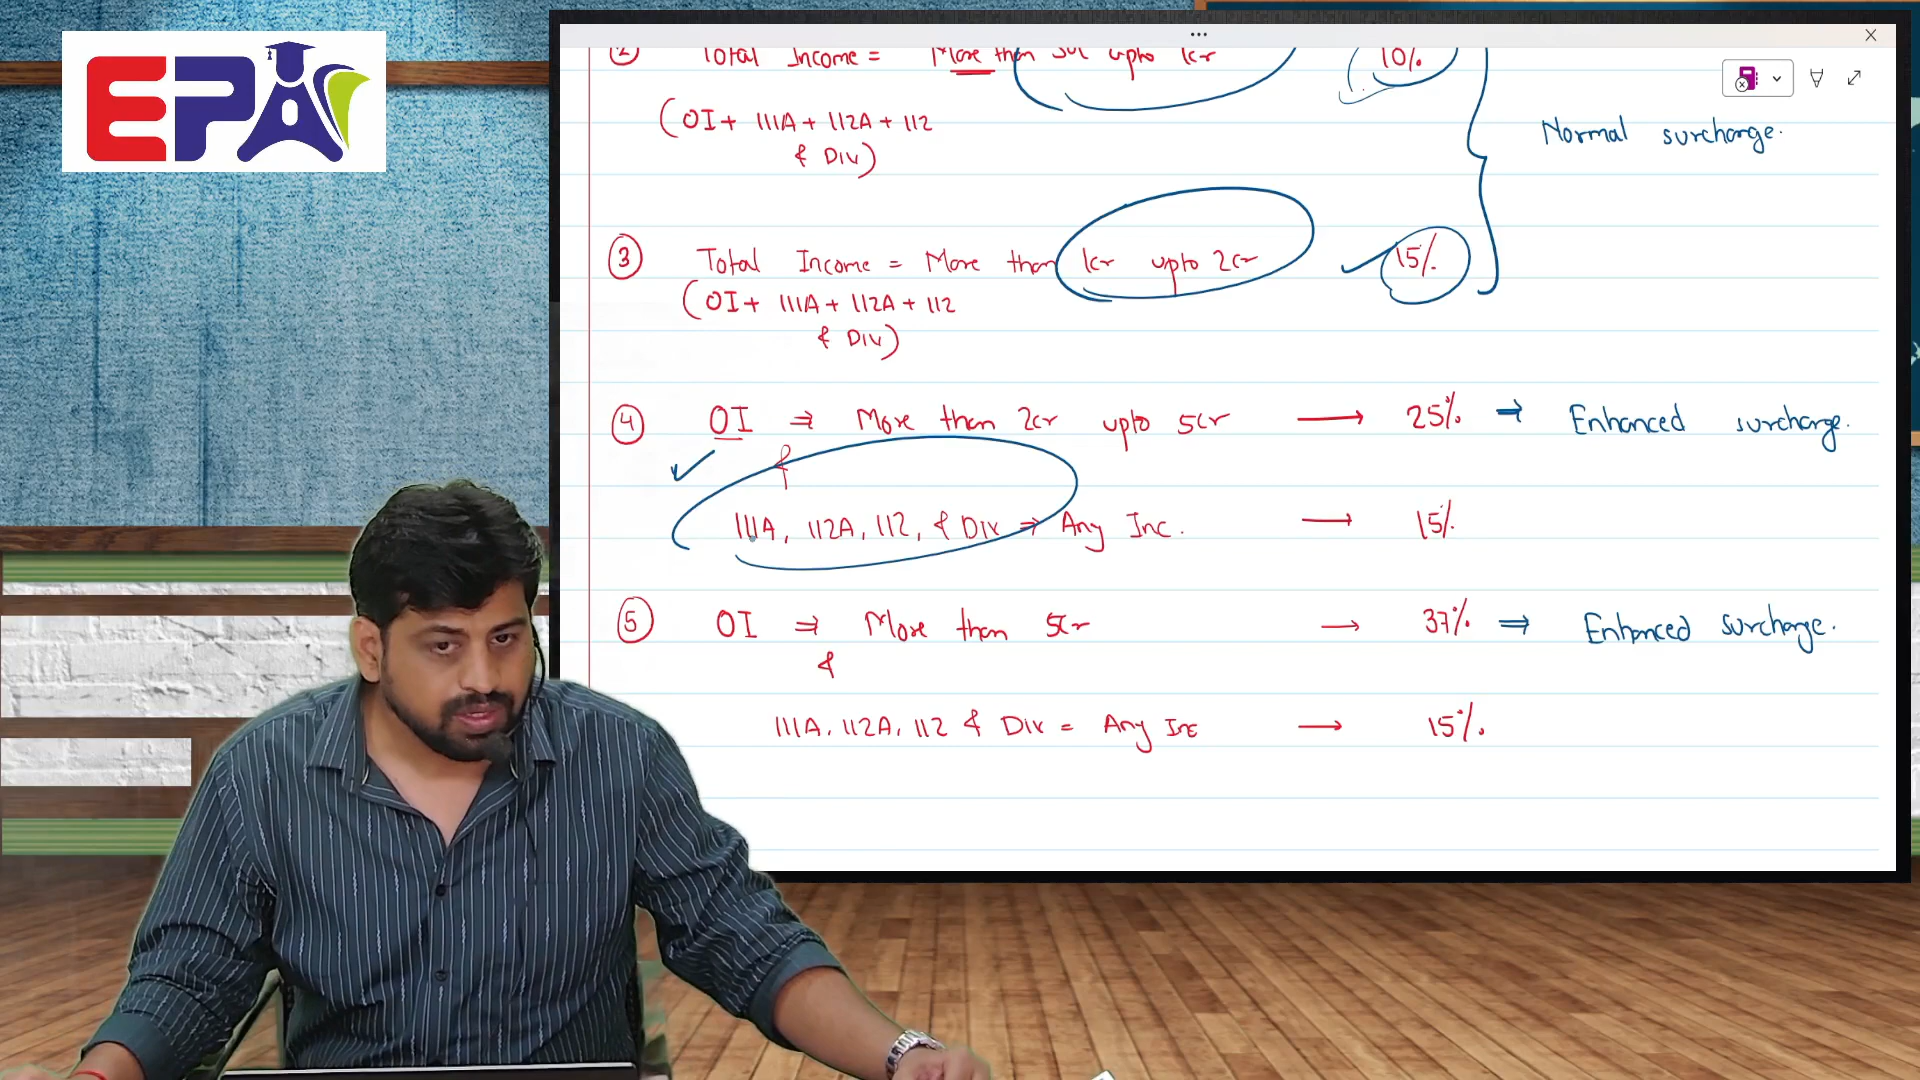 EPA
② Total Income = More than 50L upto 1cr 10%
(OI + 111A + 112A + 112
& Div)
Normal surcharge.
③ Total Income = More than 1cr upto 2cr 15%
(OI + 111A + 112A + 112
& Div)
④ OI ⇒ More than 2cr upto 5cr → 25% ⇒ Enhanced surcharge.
&
111A, 112A, 112, & Div ⇒ Any Inc. → 15%
⑤ OI ⇒ More than 5cr → 37% ⇒ Enhanced surcharge.
&
111A, 112A, 112 & Div = Any Inc → 15%